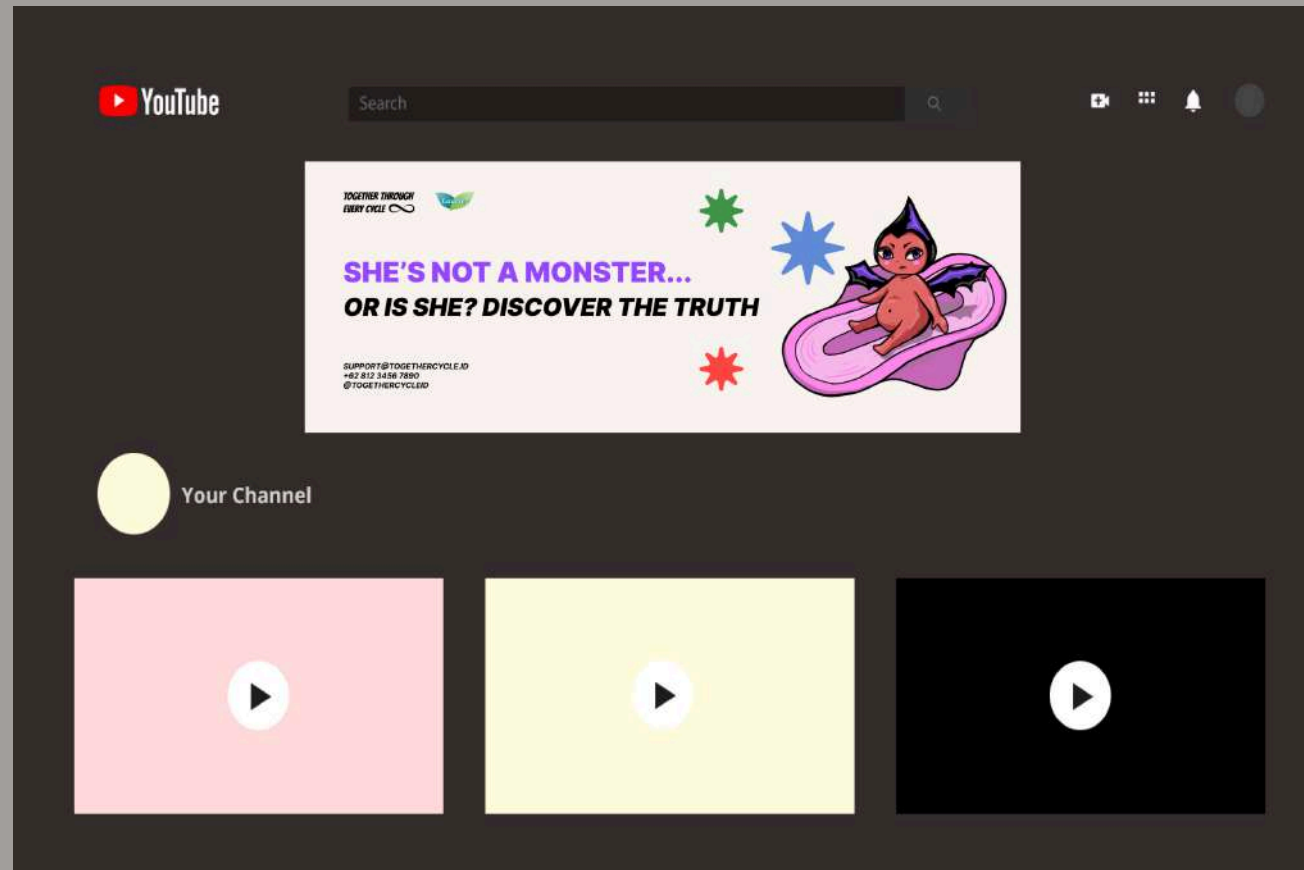 YouTube
Search
TOGETHER THROUGH
EVERY CYCLE
SHE'S NOT A MONSTER...
OR IS SHE? DISCOVER THE TRUTH
SUPPORT@TOGETHERCYCLE.ID
+62 812 3456 7890
@TOGETHERCYCLEID
Your Channel